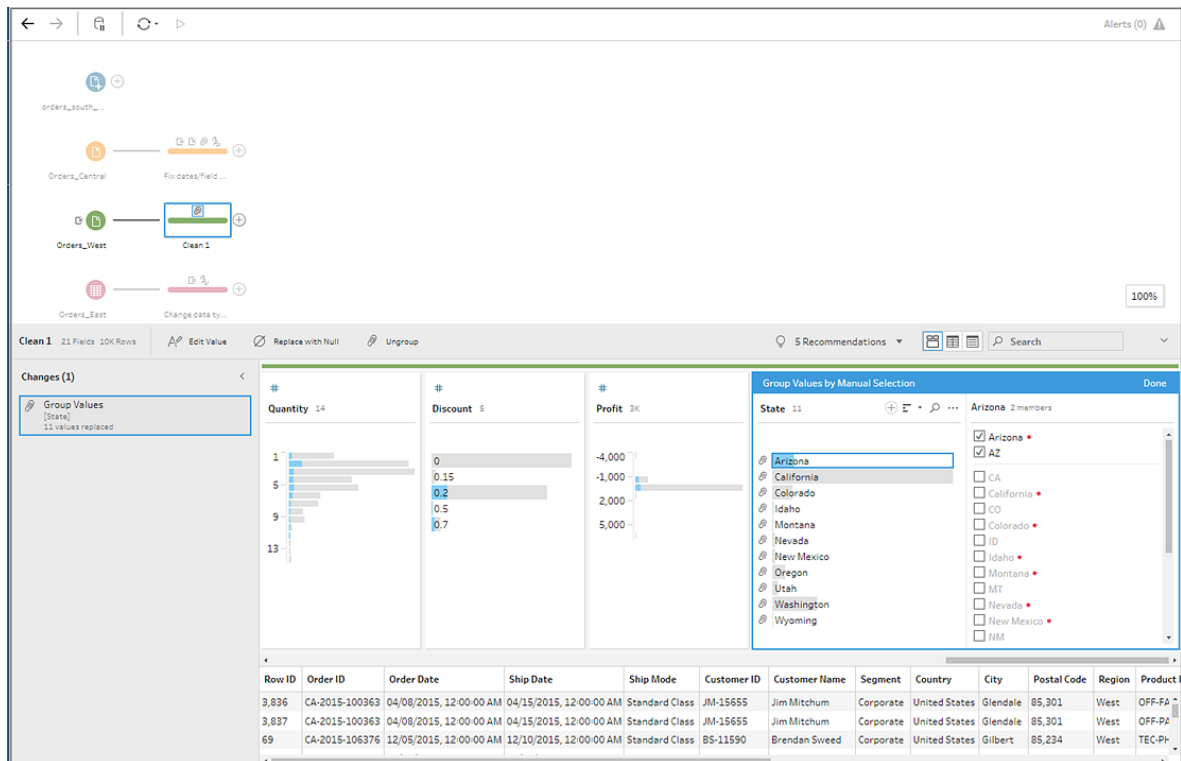 Alerts (0)
orders_south_...
Orders_Central
Fix dates/field ...
Orders_West
Clean 1
Orders_East
Change data ty...
100%
Clean 1 21 Fields 10K Rows Edit Value Replace with Null Ungroup 5 Recommendations Search
Changes (1)
Group Values
[State]
11 values replaced
#
Quantity 14
1
5
9
13
#
Discount 5
0
0.15
0.2
0.5
0.7
#
Profit 3K
-4,000
-1,000
2,000
5,000
Group Values by Manual Selection Done
State 11
Arizona
California
Colorado
Idaho
Montana
Nevada
New Mexico
Oregon
Utah
Washington
Wyoming
Arizona 2 members
Arizona
AZ
CA
California
CO
Colorado
ID
Idaho
Montana
MT
Nevada
New Mexico
NM
Row ID Order ID Order Date Ship Date Ship Mode Customer ID Customer Name Segment Country City Postal Code Region Product
3,836 CA-2015-100363 04/08/2015, 12:00:00 AM 04/15/2015, 12:00:00 AM Standard Class JM-15655 Jim Mitchum Corporate United States Glendale 85,301 West OFF-FA
3,837 CA-2015-100363 04/08/2015, 12:00:00 AM 04/15/2015, 12:00:00 AM Standard Class JM-15655 Jim Mitchum Corporate United States Glendale 85,301 West OFF-PA
69 CA-2015-106376 12/05/2015, 12:00:00 AM 12/10/2015, 12:00:00 AM Standard Class BS-11590 Brendan Sweed Corporate United States Gilbert 85,234 West TEC-PH